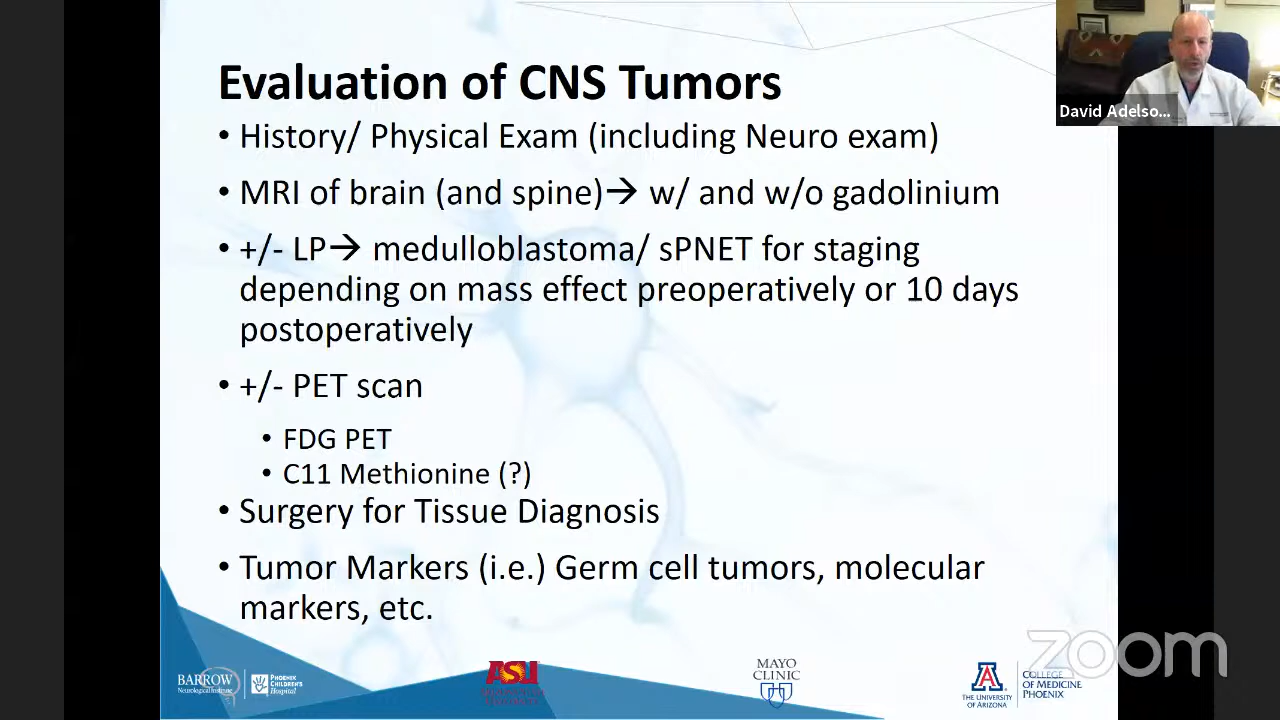 Evaluation of CNS Tumors
• History/ Physical Exam (including Neuro exam)
• MRI of brain (and spine)→ w/ and w/o gadolinium
• +/- LP→ medulloblastoma/ sPNET for staging
depending on mass effect preoperatively or 10 days
postoperatively
• +/- PET scan
• FDG PET
• C11 Methionine (?)
• Surgery for Tissue Diagnosis
• Tumor Markers (i.e.) Germ cell tumors, molecular
markers, etc.
David Adelso...
BARROW
Neurological Institute
PHOENIX
CHILDREN'S
Hospital
ASU
MAYO
CLINIC
A
THE UNIVERSITY
OF ARIZONA
COLLEGE
OF MEDICINE
PHOENIX
zoom